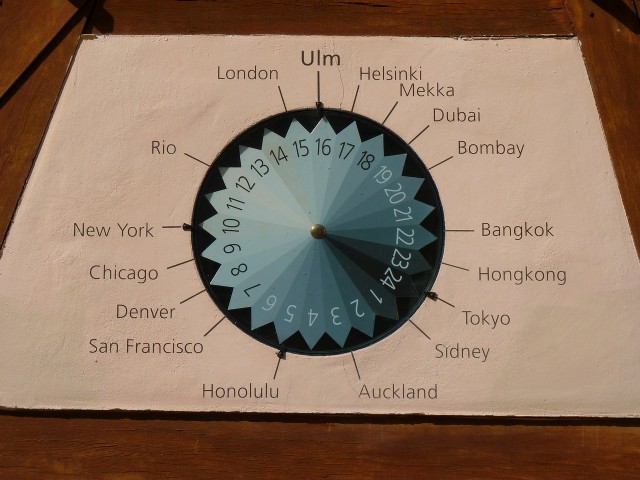 Ulm
London
Helsinki
Mekka
Dubai
Rio
Bombay
New York
Bangkok
Chicago
Hongkong
Denver
Tokyo
San Francisco
Sidney
Honolulu
Auckland
1 2 3 4 5 6 7 8 9 10 11 12 13 14 15 16 17 18 19 20 21 22 23 24